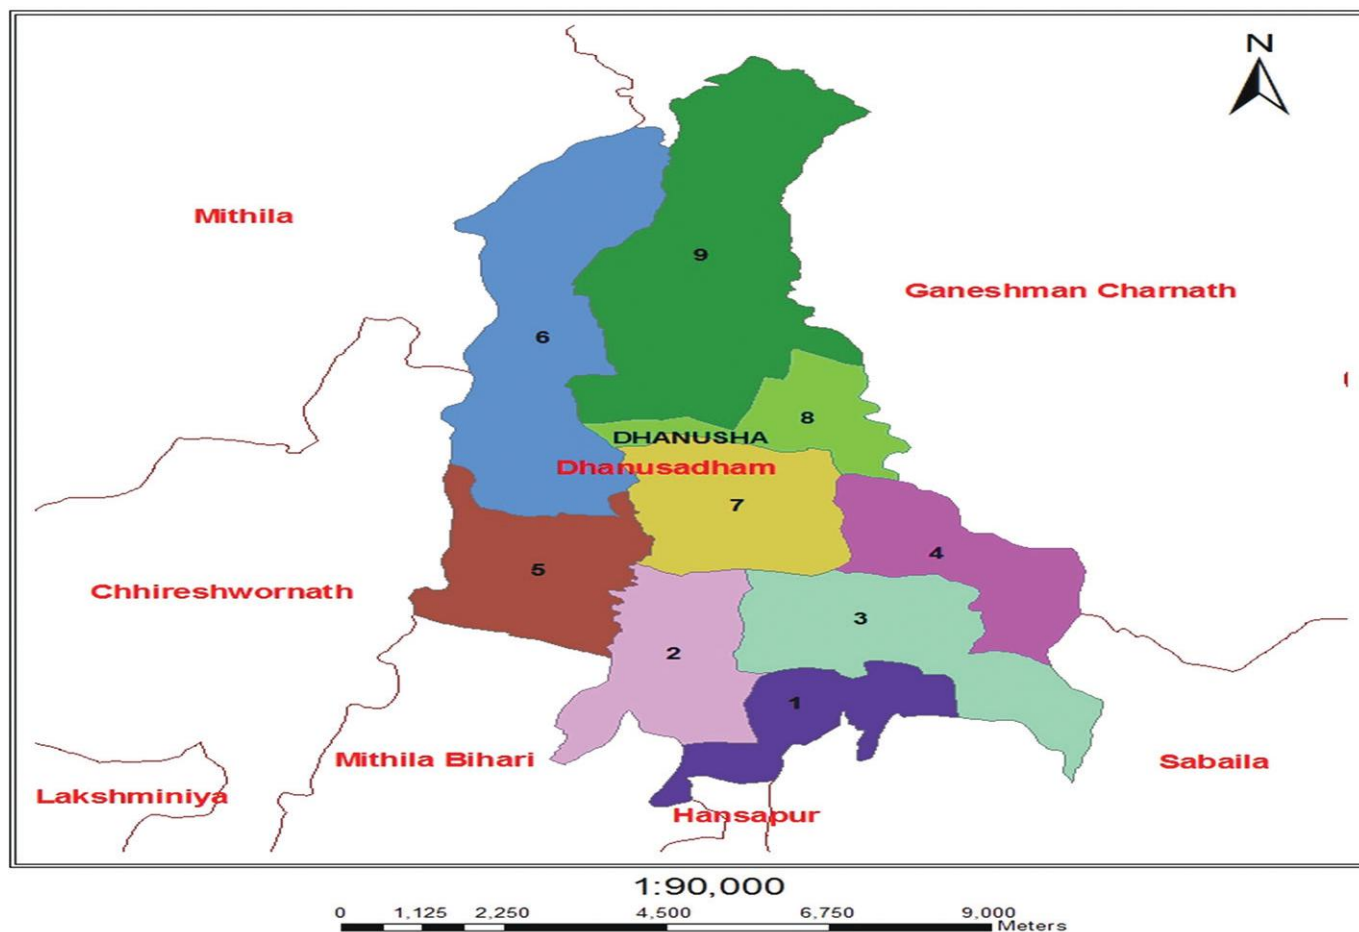 N
Mithila
9
Ganeshman Charnath
6
8
DHANUSHA
Dhanusadham
7
4
5
Chhireshwornath
3
2
1
Mithila Bihari
Sabaila
Lakshminiya
Hansapur
1:90,000
0 1,125 2,250 4,500 6,750 9,000
Meters